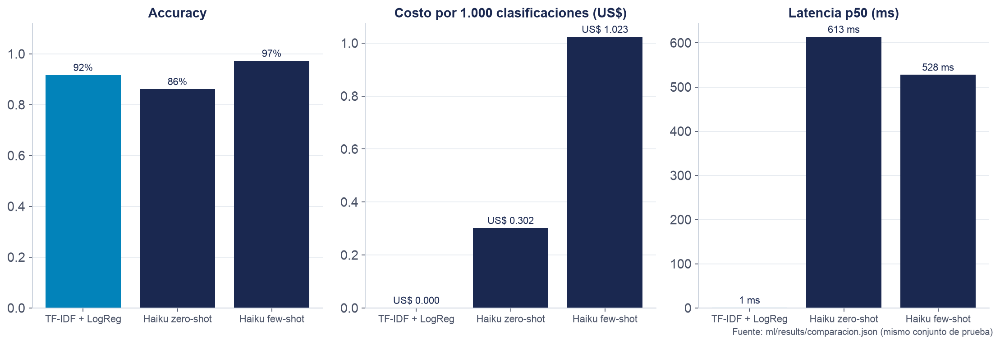 Accuracy
1.0
0.8
0.6
0.4
0.2
0.0
92%
86%
97%
TF-IDF + LogReg
Haiku zero-shot
Haiku few-shot
Costo por 1.000 clasificaciones (US$)
1.0
0.8
0.6
0.4
0.2
0.0
US$ 0.000
US$ 0.302
US$ 1.023
TF-IDF + LogReg
Haiku zero-shot
Haiku few-shot
Latencia p50 (ms)
600
500
400
300
200
100
0
1 ms
613 ms
528 ms
TF-IDF + LogReg
Haiku zero-shot
Haiku few-shot
Fuente: ml/results/comparacion.json (mismo conjunto de prueba)